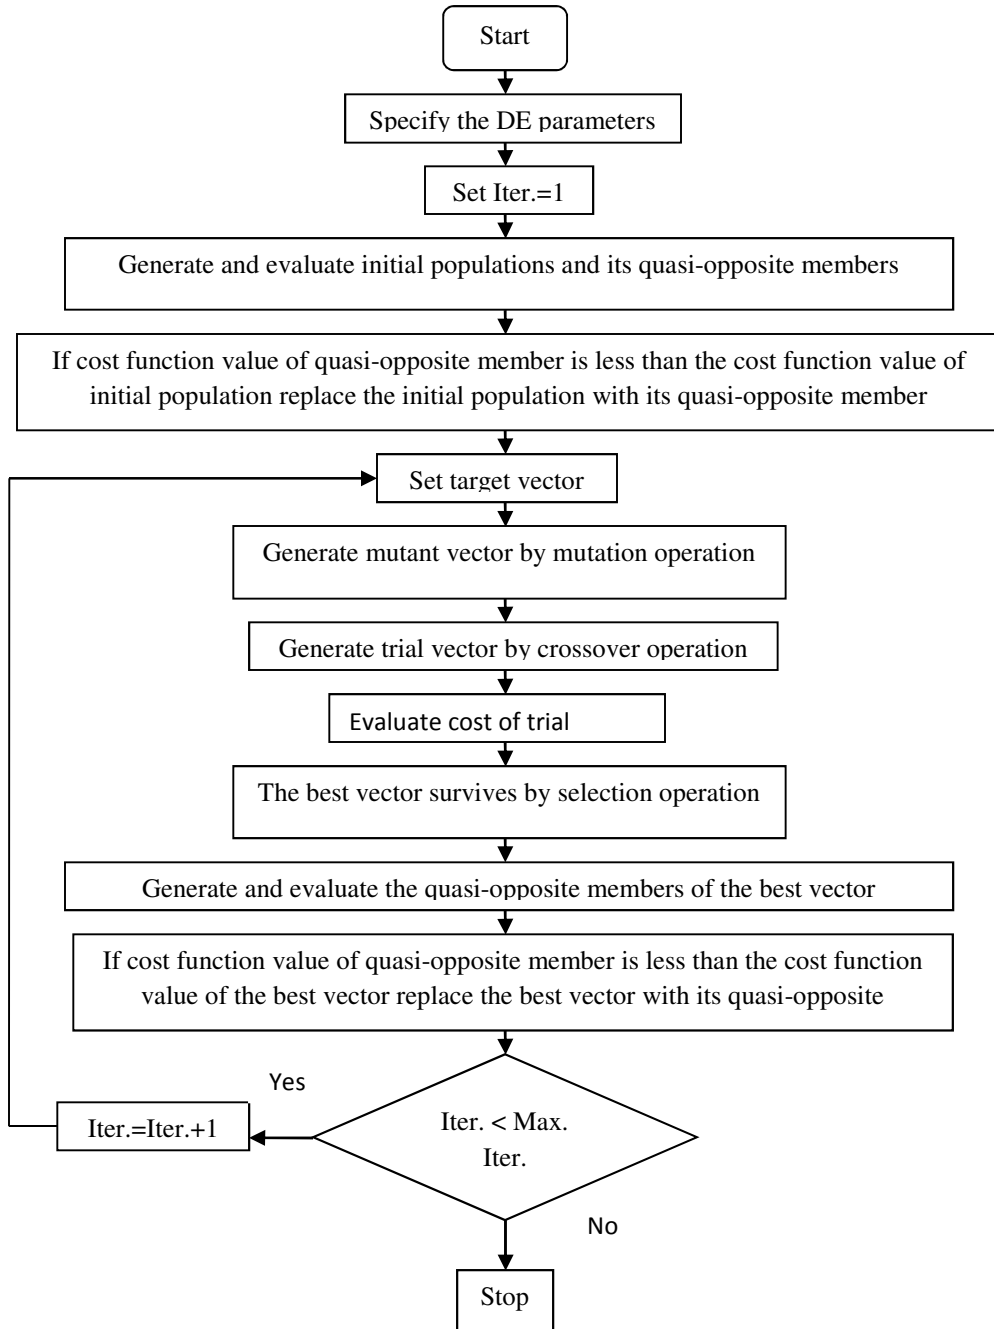 Start
Specify the DE parameters
Set Iter.=1
Generate and evaluate initial populations and its quasi-opposite members
If cost function value of quasi-opposite member is less than the cost function value of
initial population replace the initial population with its quasi-opposite member
Set target vector
Generate mutant vector by mutation operation
Generate trial vector by crossover operation
Evaluate cost of trial
The best vector survives by selection operation
Generate and evaluate the quasi-opposite members of the best vector
If cost function value of quasi-opposite member is less than the cost function
value of the best vector replace the best vector with its quasi-opposite
Yes
Iter.=Iter.+1
Iter. < Max.
Iter.
No
Stop